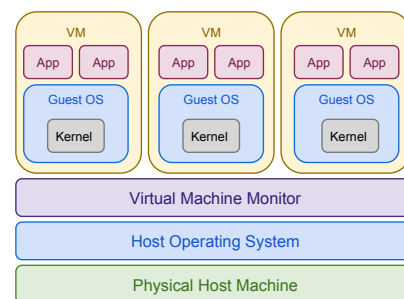 VM VM VM
App App App App App App
Guest OS Guest OS Guest OS
Kernel Kernel Kernel
Virtual Machine Monitor
Host Operating System
Physical Host Machine